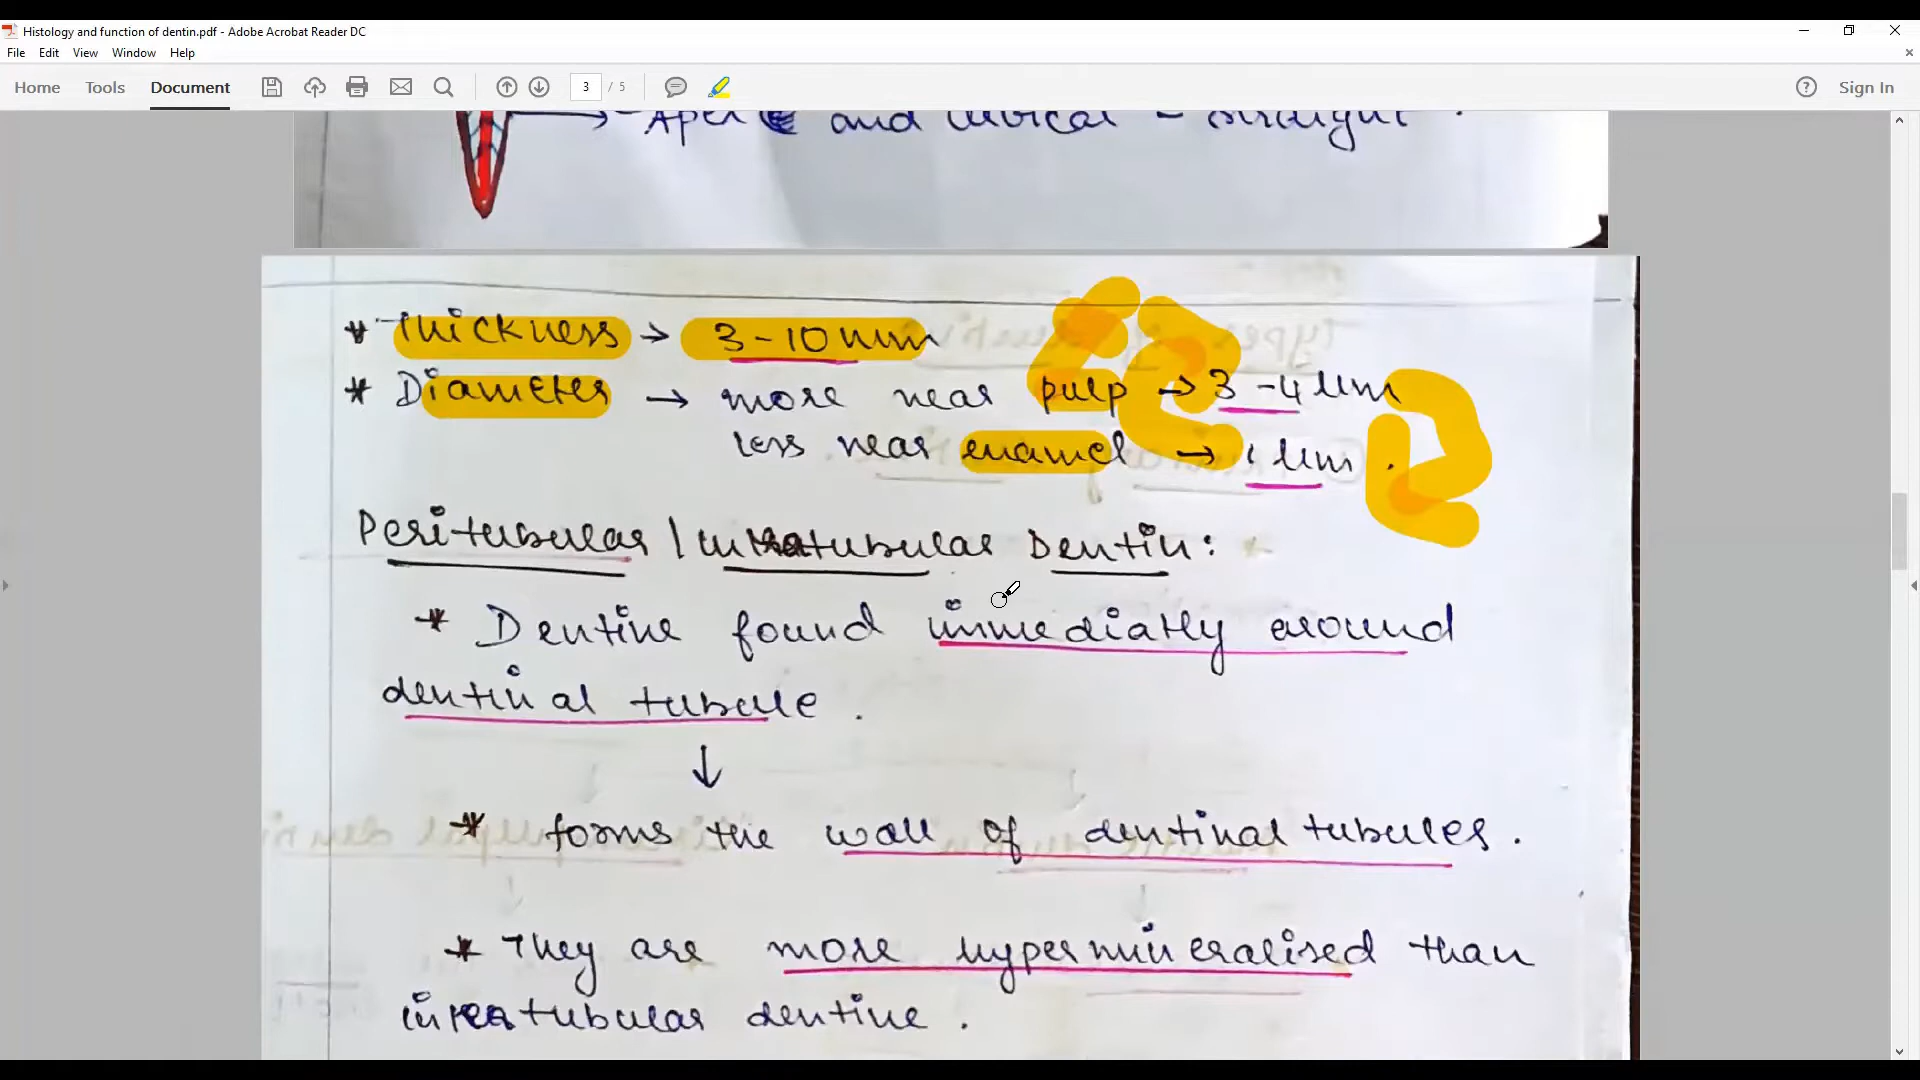 Histology and function of dentin.pdf - Adobe Acrobat Reader DC
File Edit View Window Help
Home Tools Document 3 / 5 Sign In
and - straight .
* Thickness → 3-10 mm
* Diameter → more near pulp → 3-4 µm
less near enamel → 1 µm .
Peritubular / Intratubular Dentin:
* Dentine found immediatly around
dentinal tubule .
↓
* forms the wall of dentinal tubules .
* They are more hypermineralised than
tubular dentine .